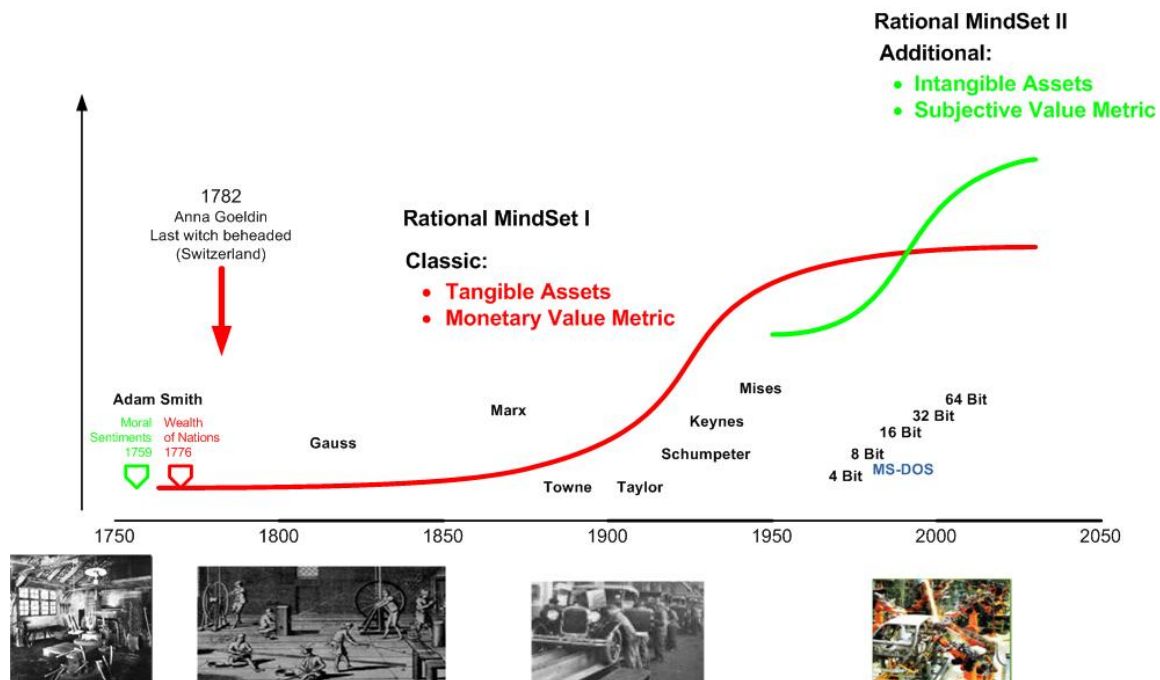 Rational MindSet II
Additional:
• Intangible Assets
• Subjective Value Metric
1782
Anna Goeldin
Last witch beheaded
(Switzerland)
Rational MindSet I
Classic:
• Tangible Assets
• Monetary Value Metric
Adam Smith
Moral
Sentiments
1759
Wealth
of Nations
1776
Gauss
Marx
Towne
Taylor
Schumpeter
Keynes
Mises
4 Bit
MS-DOS
8 Bit
16 Bit
32 Bit
64 Bit
1750
1800
1850
1900
1950
2000
2050